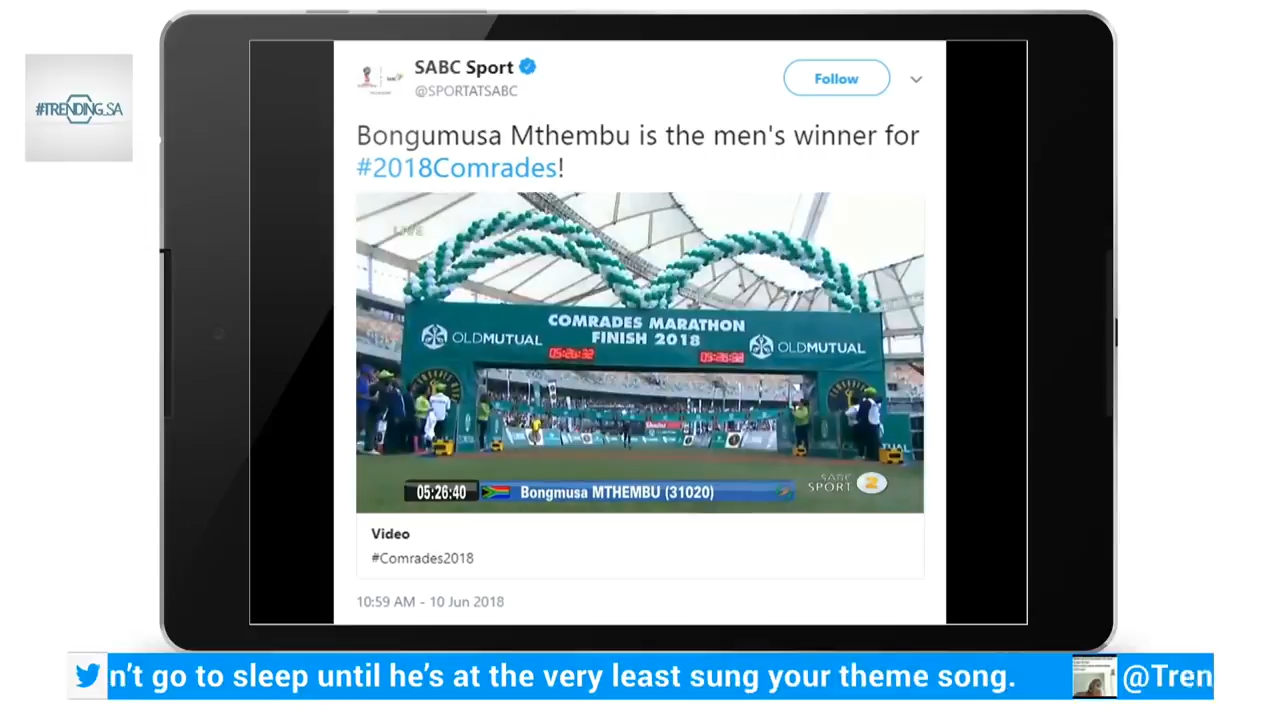 #TRENDING.SA
SABC Sport
@SPORTATSABC
Follow
Bongumusa Mthembu is the men's winner for
#2018Comrades!
LIVE
COMRADES MARATHON
FINISH 2018
OLDMUTUAL
OLDMUTUAL
05:26:40
Bongmusa MTHEMBU (31020)
SABC
SPORT 2
Video
#Comrades2018
10:59 AM - 10 Jun 2018
n't go to sleep until he's at the very least sung your theme song.
@Tren